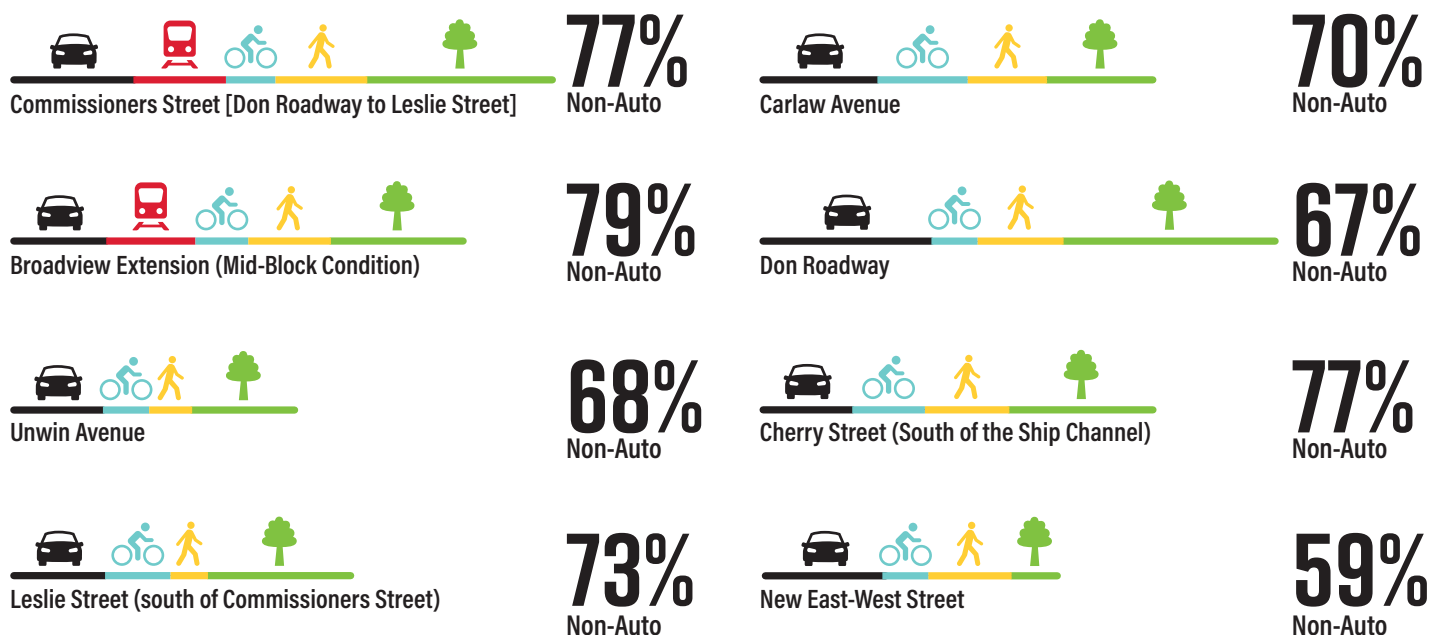 77%
Non-Auto
Commissioners Street [Don Roadway to Leslie Street]
70%
Non-Auto
Carlaw Avenue
79%
Non-Auto
Broadview Extension (Mid-Block Condition)
67%
Non-Auto
Don Roadway
68%
Non-Auto
Unwin Avenue
77%
Non-Auto
Cherry Street (South of the Ship Channel)
73%
Non-Auto
Leslie Street (south of Commissioners Street)
59%
Non-Auto
New East-West Street